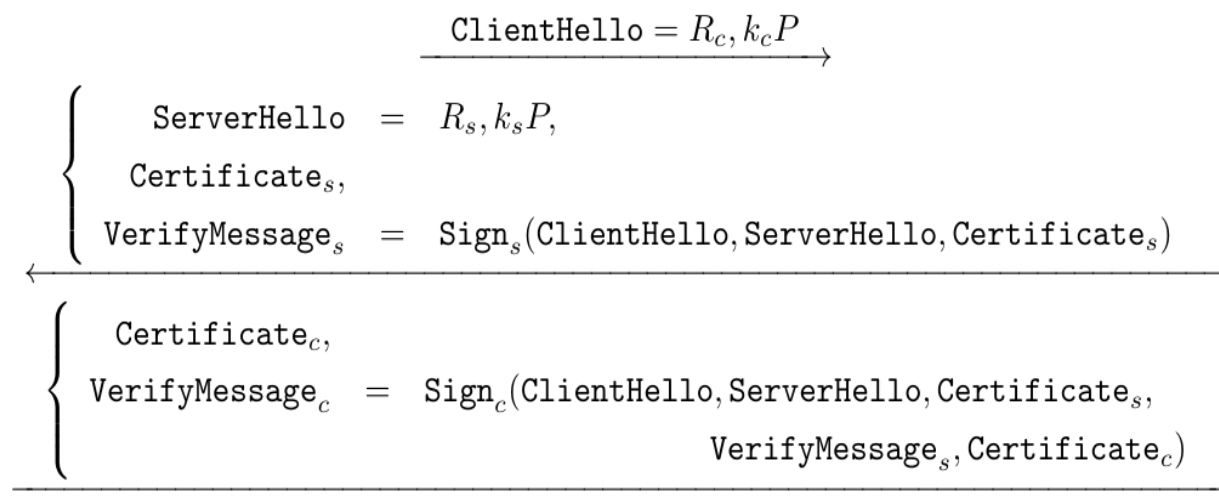 ClientHello = R_c, k_cP
ServerHello = R_s, k_sP,
Certificate_s,
VerifyMessage_s = Sign_s(ClientHello, ServerHello, Certificate_s)
Certificate_c,
VerifyMessage_c = Sign_c(ClientHello, ServerHello, Certificate_s,
VerifyMessage_s, Certificate_c)